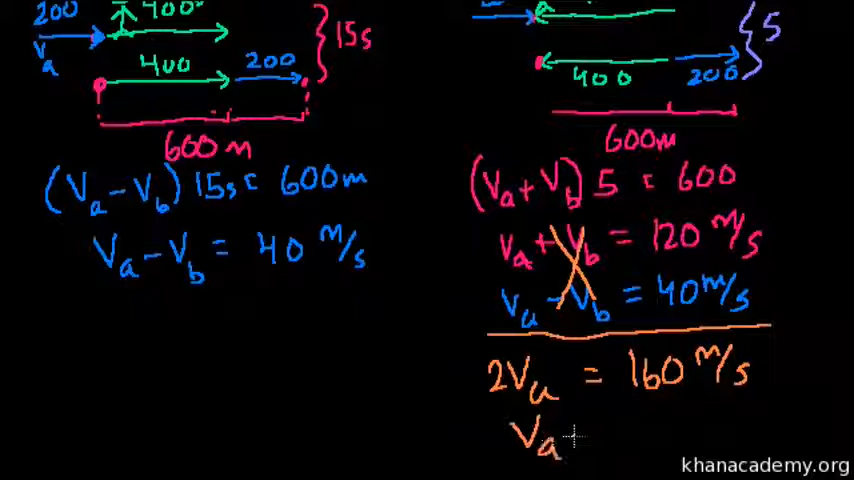 200 400
Va
15s
400 200
600 m
(Va - Vb) 15s = 600m
Va - Vb = 40 m/s
5
400 200
600m
(Va + Vb) 5 = 600
Va + Vb = 120 m/s
Va - Vb = 40 m/s
2Va = 160 m/s
Va
khanacademy.org